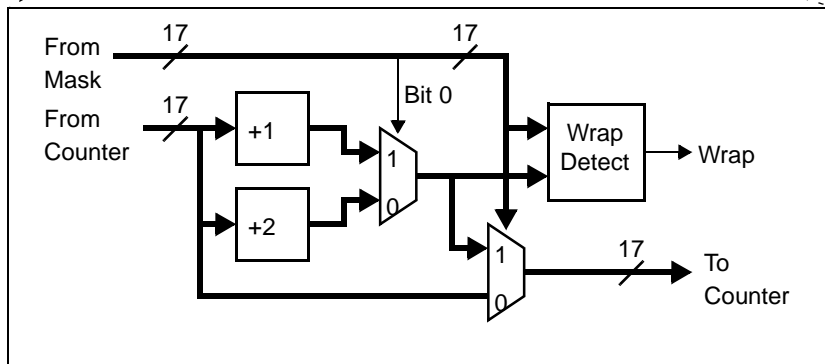 From
Mask
17
17
Bit 0
From
Counter
17
+1
+2
1
0
Wrap
Detect
Wrap
1
0
17
To
Counter